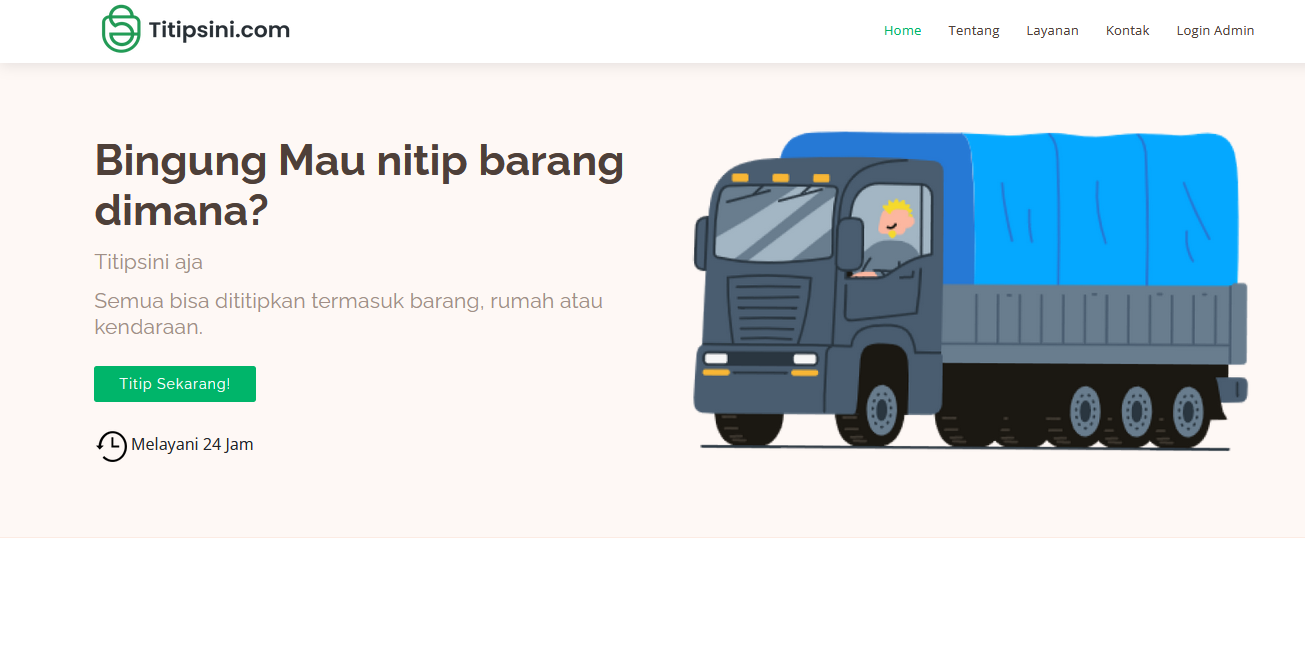 Titipsini.com
Home Tentang Layanan Kontak Login Admin
Bingung Mau nitip barang
dimana?
Titipsini aja
Semua bisa dititipkan termasuk barang, rumah atau
kendaraan.
Titip Sekarang!
Melayani 24 Jam